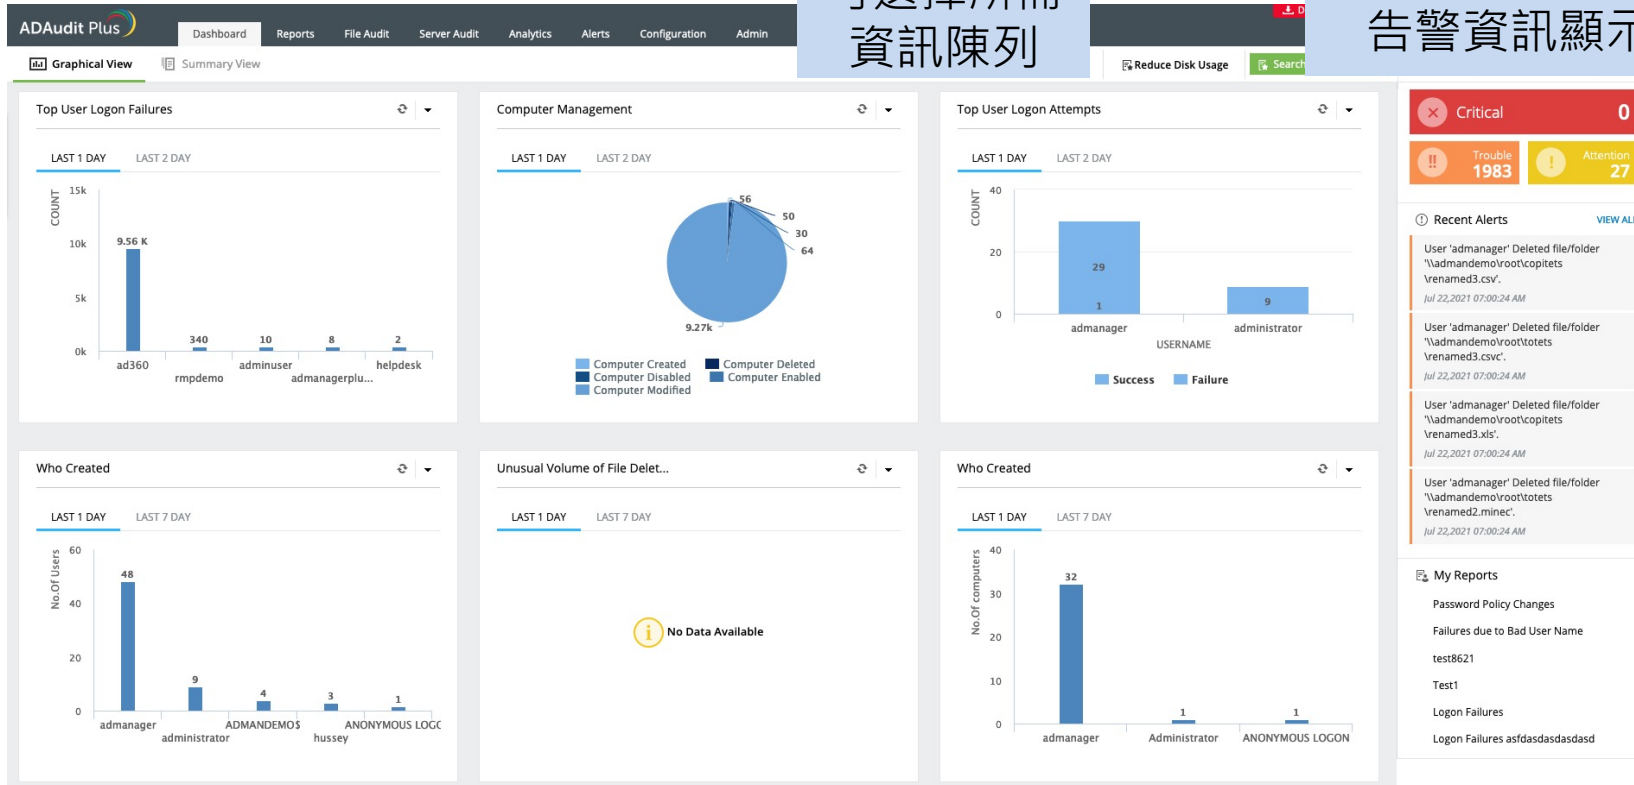 資訊陳列
告警資訊顯示
ADAudit Plus
Dashboard Reports File Audit Server Audit Analytics Alerts Configuration Admin
Graphical View Summary View
Reduce Disk Usage Search
Top User Logon Failures
LAST 1 DAY LAST 2 DAY
COUNT
15k
10k
5k
0k
9.56 K
340
10
8
2
ad360
rmpdemo
adminuser
admanagerplu...
helpdesk
Computer Management
LAST 1 DAY LAST 2 DAY
56
50
30
64
9.27k
Computer Created Computer Deleted
Computer Disabled Computer Enabled
Computer Modified
Top User Logon Attempts
LAST 1 DAY LAST 2 DAY
COUNT
40
20
0
29
1
9
admanager administrator
USERNAME
Success Failure
Who Created
LAST 1 DAY LAST 7 DAY
No.Of Users
60
40
20
0
48
9
4
3
1
admanager
administrator
ADMANDEMO$
hussey
ANONYMOUS LOGC
Unusual Volume of File Delet...
LAST 1 DAY LAST 7 DAY
No Data Available
Who Created
LAST 1 DAY LAST 7 DAY
No.Of computers
40
30
20
10
0
32
1
1
admanager Administrator ANONYMOUS LOGON
Critical 0
Trouble
1983
Attention
27
Recent Alerts VIEW ALL
User 'admanager' Deleted file/folder
'\\admandemo\root\copitets
\renamed3.csv'.
Jul 22,2021 07:00:24 AM
User 'admanager' Deleted file/folder
'\\admandemo\root\totets
\renamed3.csvc'.
Jul 22,2021 07:00:24 AM
User 'admanager' Deleted file/folder
'\\admandemo\root\copitets
\renamed3.xls'.
Jul 22,2021 07:00:24 AM
User 'admanager' Deleted file/folder
'\\admandemo\root\totets
\renamed2.minec'.
Jul 22,2021 07:00:24 AM
My Reports
Password Policy Changes
Failures due to Bad User Name
test8621
Test1
Logon Failures
Logon Failures asfdasdasdasdasd